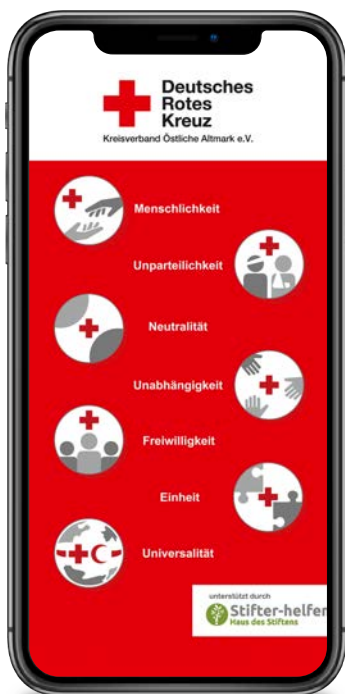 Deutsches
Rotes
Kreuz
Kreisverband Östliche Altmark e.V.
Menschlichkeit
Unparteilichkeit
Neutralität
Unabhängigkeit
Freiwilligkeit
Einheit
Universalität
unterstützt durch
Stifter-helfen
Haus des Stiftens